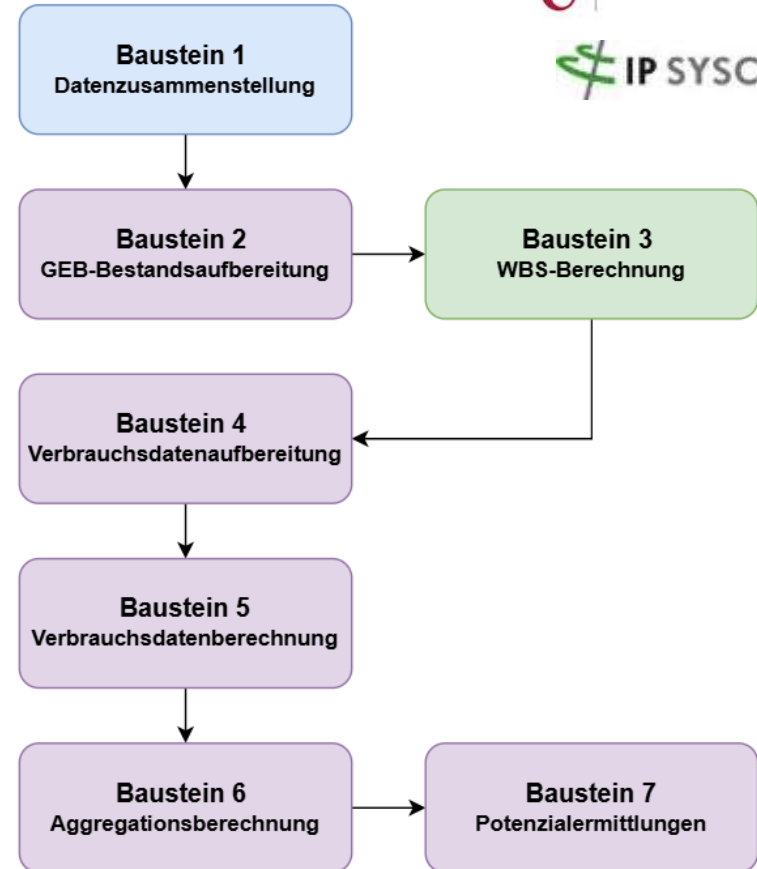 IP SYSC
Baustein 1
Datenzusammenstellung
Baustein 2
GEB-Bestandsaufbereitung
Baustein 3
WBS-Berechnung
Baustein 4
Verbrauchsdatenaufbereitung
Baustein 5
Verbrauchsdatenberechnung
Baustein 6
Aggregationsberechnung
Baustein 7
Potenzialermittlungen